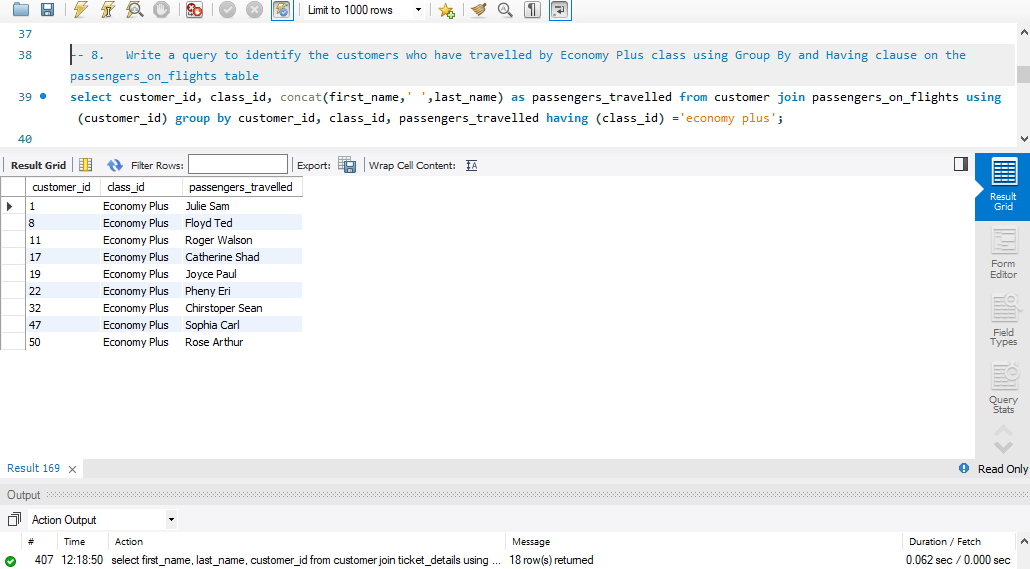 Limit to 1000 rows
37
38 -- 8. Write a query to identify the customers who have travelled by Economy Plus class using Group By and Having clause on the
passengers_on_flights table
39 select customer_id, class_id, concat(first_name,' ',last_name) as passengers_travelled from customer join passengers_on_flights using
(customer_id) group by customer_id, class_id, passengers_travelled having (class_id) ='economy plus';
40
Result Grid Filter Rows: Export: Wrap Cell Content:
customer_id class_id passengers_travelled
1 Economy Plus Julie Sam
8 Economy Plus Floyd Ted
11 Economy Plus Roger Walson
17 Economy Plus Catherine Shad
19 Economy Plus Joyce Paul
22 Economy Plus Pheny Eri
32 Economy Plus Chirstoper Sean
47 Economy Plus Sophia Carl
50 Economy Plus Rose Arthur
Result
Grid
Form
Editor
Field
Types
Query
Stats
Result 169 Read Only
Output
Action Output
# Time Action Message Duration / Fetch
407 12:18:50 select first_name, last_name, customer_id from customer join ticket_details using ... 18 row(s) returned 0.062 sec / 0.000 sec